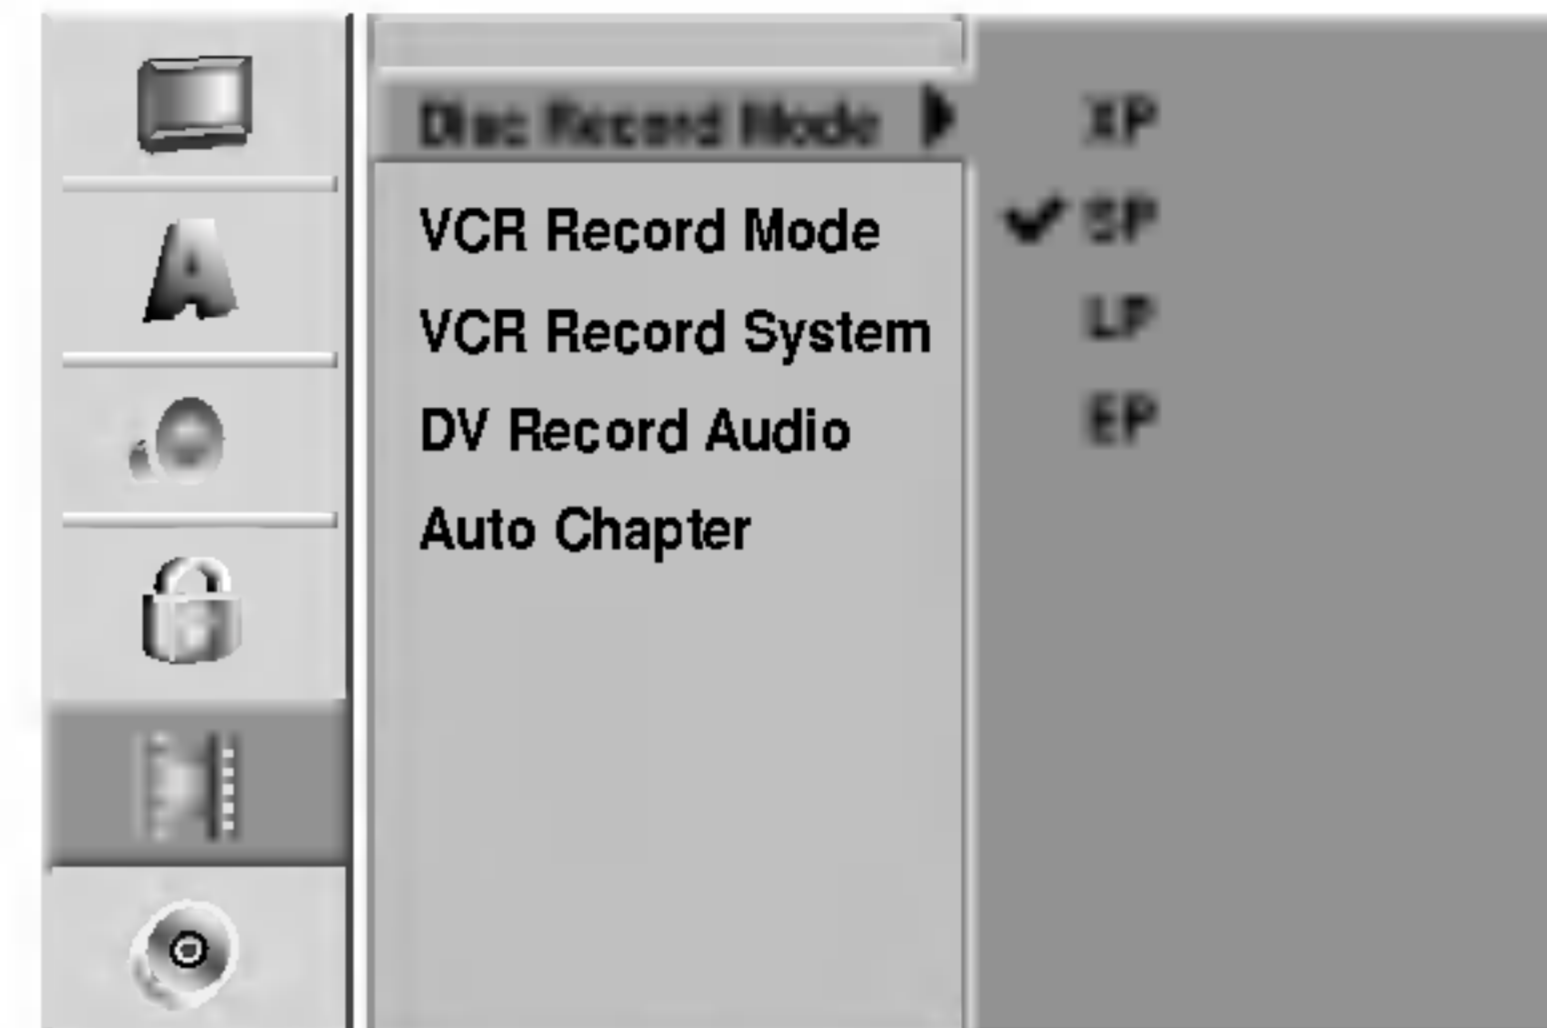 Disc Record Mode
VCR Record Mode
VCR Record System
DV Record Audio
Auto Chapter
XP
SP
LP
EP